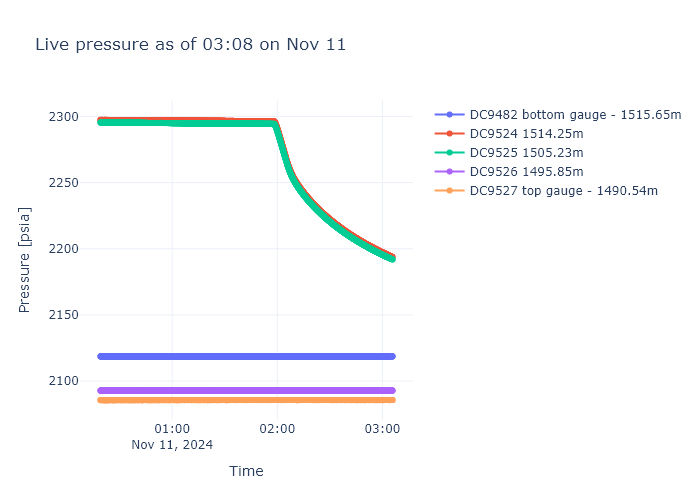 Live pressure as of 03:08 on Nov 11
DC9482 bottom gauge - 1515.65m
DC9524 1514.25m
DC9525 1505.23m
DC9526 1495.85m
DC9527 top gauge - 1490.54m
Pressure [psia]
2300
2250
2200
2150
2100
01:00
Nov 11, 2024
02:00
03:00
Time